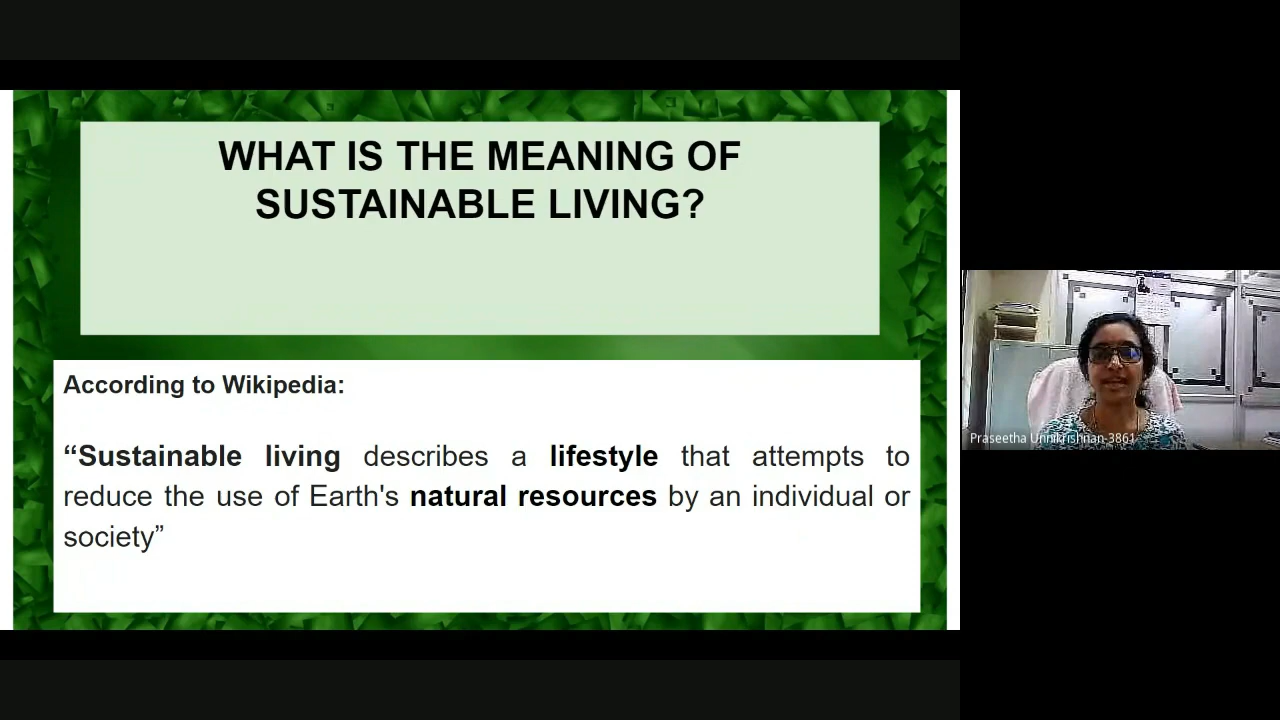 WHAT IS THE MEANING OF
SUSTAINABLE LIVING?
According to Wikipedia:
“Sustainable living describes a lifestyle that attempts to
reduce the use of Earth's natural resources by an individual or
society”
Praseetha Unnikrishnan-3861